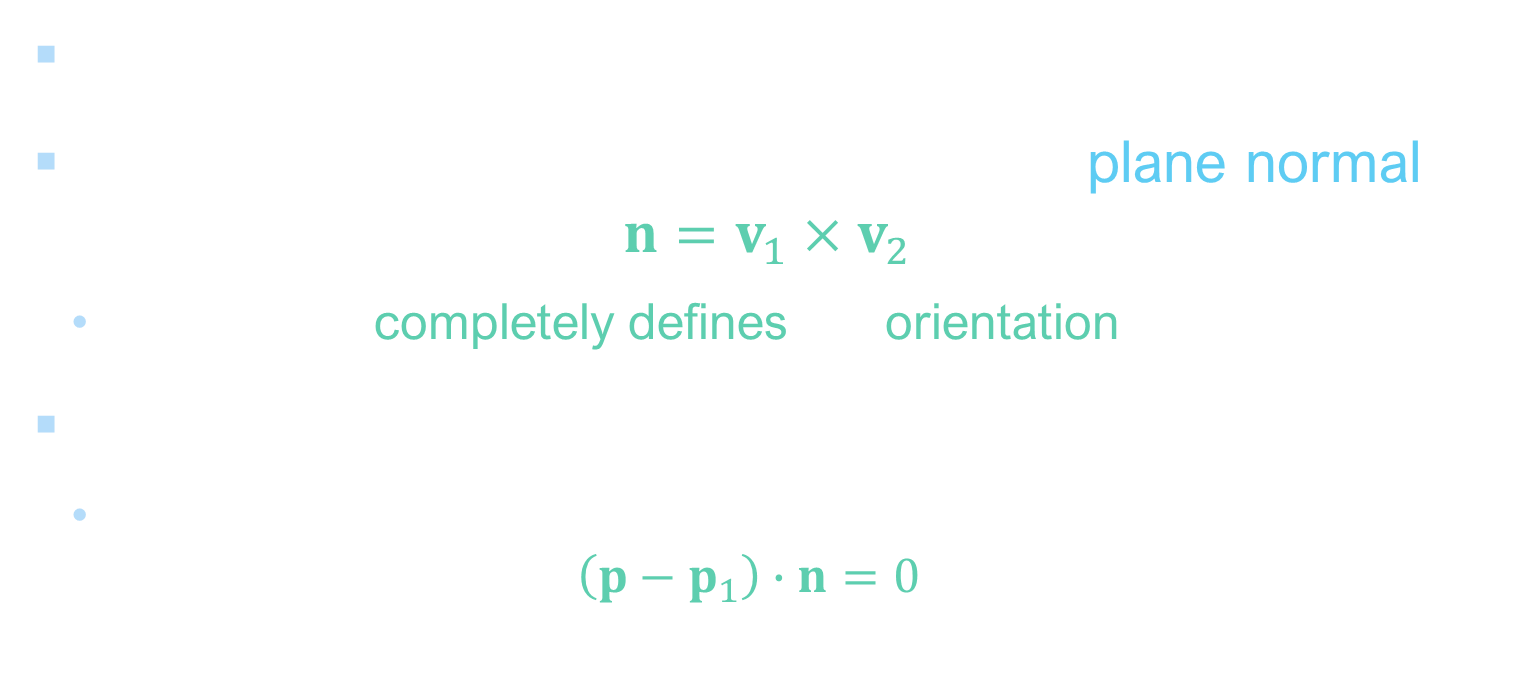 plane normal
𝐧 = 𝐯₁ × 𝐯₂
completely defines orientation
(𝐩 − 𝐩₁) · 𝐧 = 0